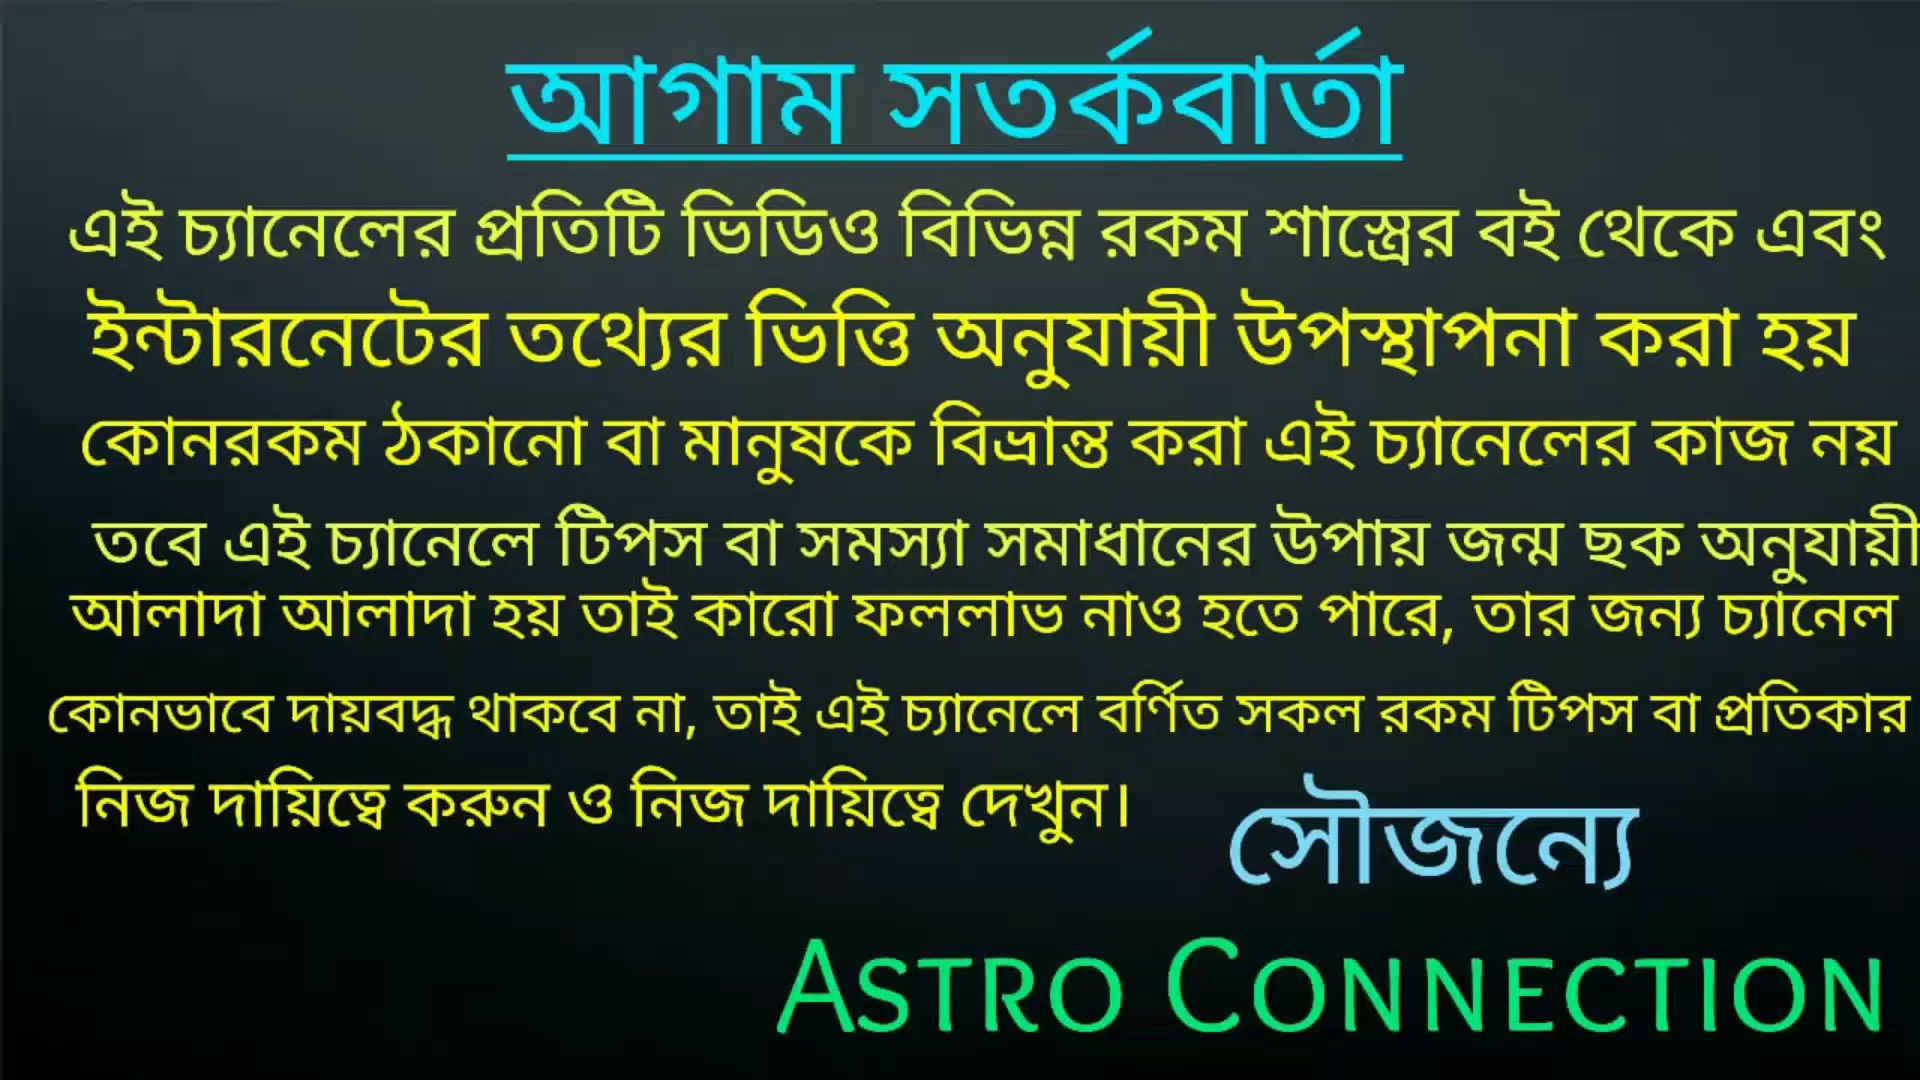 আগাম সতর্কবার্তা
এই চ্যানেলের প্রতিটি ভিডিও বিভিন্ন রকম শাস্ত্রের বই থেকে এবং
ইন্টারনেটের তথ্যের ভিত্তি অনুযায়ী উপস্থাপনা করা হয়
কোনরকম ঠকানো বা মানুষকে বিভ্রান্ত করা এই চ্যানেলের কাজ নয়
তবে এই চ্যানেলে টিপস বা সমস্যা সমাধানের উপায় জন্ম ছক অনুযায়ী
আলাদা আলাদা হয় তাই কারো ফললাভ নাও হতে পারে, তার জন্য চ্যানেল
কোনভাবে দায়বদ্ধ থাকবে না, তাই এই চ্যানেলে বর্ণিত সকল রকম টিপস বা প্রতিকার
নিজ দায়িত্বে করুন ও নিজ দায়িত্বে দেখুন।
সৌজন্যে
Astro Connection